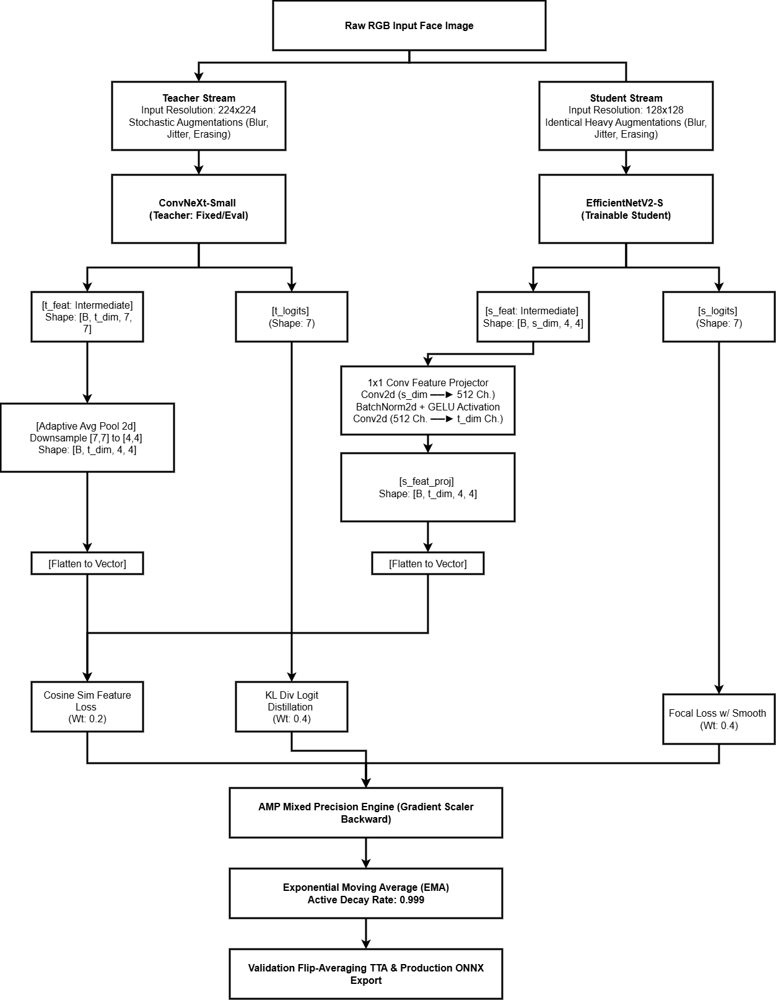 Raw RGB Input Face Image
Teacher Stream
Input Resolution: 224x224
Stochastic Augmentations (Blur,
Jitter, Erasing)
Student Stream
Input Resolution: 128x128
Identical Heavy Augmentations (Blur,
Jitter, Erasing)
ConvNeXt-Small
(Teacher: Fixed/Eval)
EfficientNetV2-S
(Trainable Student)
[t_feat: Intermediate]
Shape: [B, t_dim, 7,
7]
[t_logits]
(Shape: 7)
[s_feat: Intermediate]
Shape: [B, s_dim, 4, 4]
[s_logits]
(Shape: 7)
1x1 Conv Feature Projector
Conv2d (s_dim ──► 512 Ch.)
BatchNorm2d + GELU Activation
Conv2d (512 Ch. ──► t_dim Ch.)
[Adaptive Avg Pool 2d]
Downsample [7,7] to [4,4]
Shape: [B, t_dim, 4, 4]
[s_feat_proj]
Shape: [B, t_dim, 4, 4]
[Flatten to Vector]
[Flatten to Vector]
Cosine Sim Feature
Loss
(Wt: 0.2)
KL Div Logit
Distillation
(Wt: 0.4)
Focal Loss w/ Smooth
(Wt: 0.4)
AMP Mixed Precision Engine (Gradient Scaler
Backward)
Exponential Moving Average (EMA)
Active Decay Rate: 0.999
Validation Flip-Averaging TTA & Production ONNX
Export